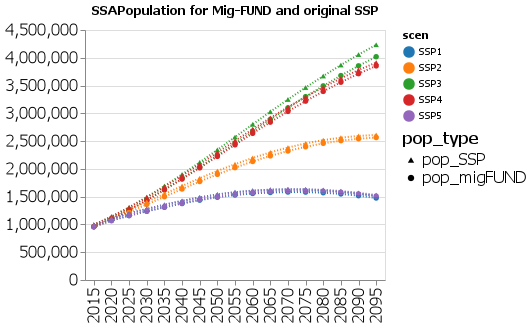 SSAPopulation for Mig-FUND and original SSP
4,500,000
4,000,000
3,500,000
3,000,000
2,500,000
2,000,000
1,500,000
1,000,000
500,000
0
2015
2020
2025
2030
2035
2040
2045
2050
2055
2060
2065
2070
2075
2080
2085
2090
2095
scen
SSP1
SSP2
SSP3
SSP4
SSP5
pop_type
pop_SSP
pop_migFUND